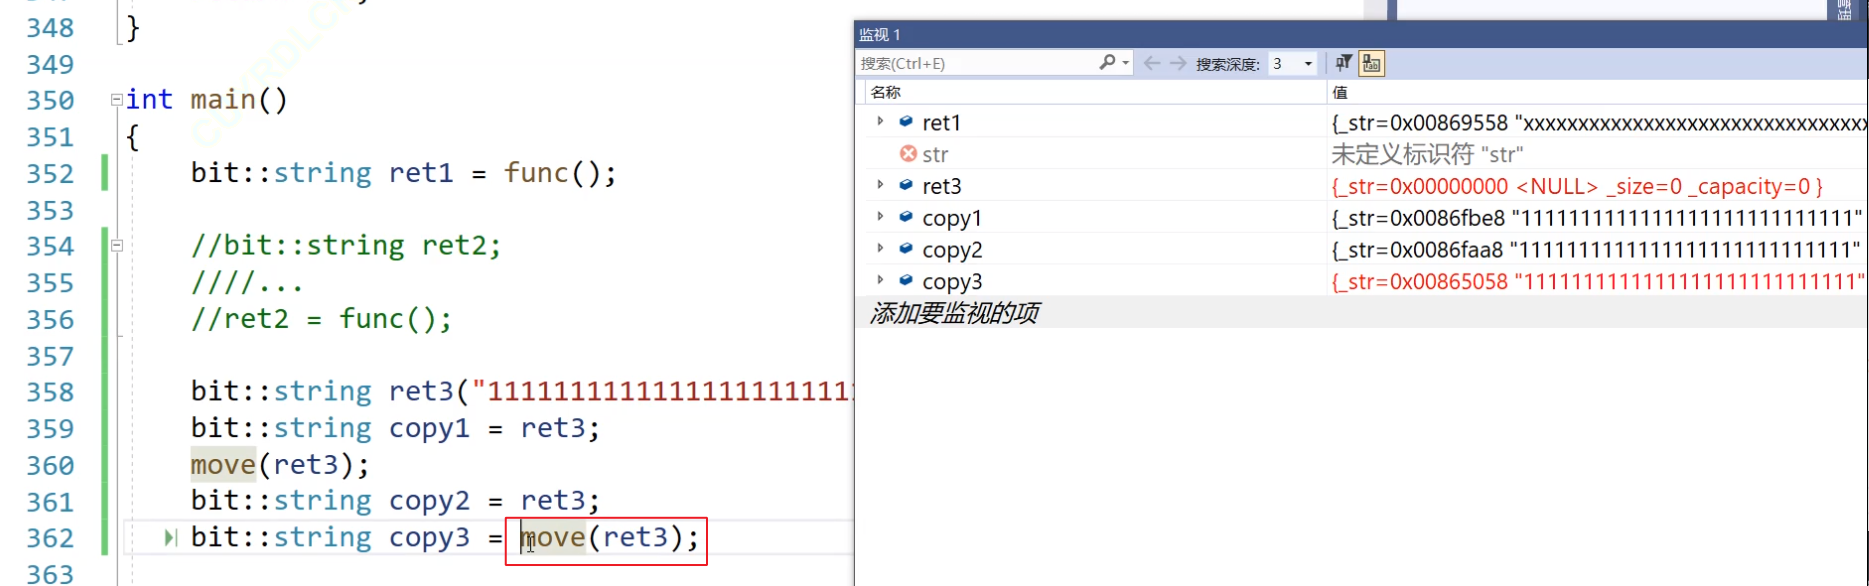 348 }
349
350 int main()
351 {
352 bit::string ret1 = func();
353
354 //bit::string ret2;
355 ////...
356 //ret2 = func();
357
358 bit::string ret3("1111111111111111111111
359 bit::string copy1 = ret3;
360 move(ret3);
361 bit::string copy2 = ret3;
362 bit::string copy3 = move(ret3);
363
监视 1
搜索(Ctrl+E) 搜索深度: 3
名称 值
ret1 {_str=0x00869558 "xxxxxxxxxxxxxxxxxxxxxxxxxxxxxxxx
str 未定义标识符 "str"
ret3 {_str=0x00000000 <NULL> _size=0 _capacity=0 }
copy1 {_str=0x0086fbe8 "1111111111111111111111111111"
copy2 {_str=0x0086faa8 "1111111111111111111111111111"
copy3 {_str=0x00865058 "1111111111111111111111111111"
添加要监视的项